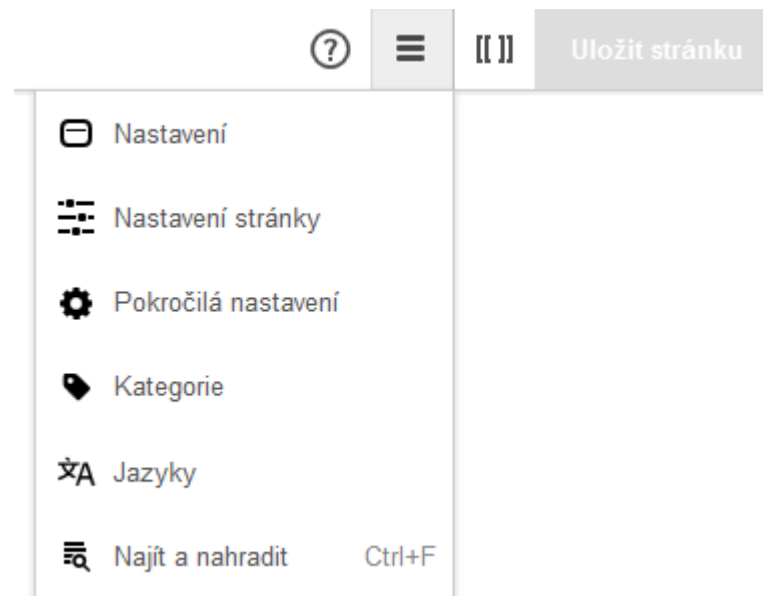 [[ ]] Uložit stránku
Nastavení
Nastavení stránky
Pokročilá nastavení
Kategorie
Jazyky
Najít a nahradit Ctrl+F